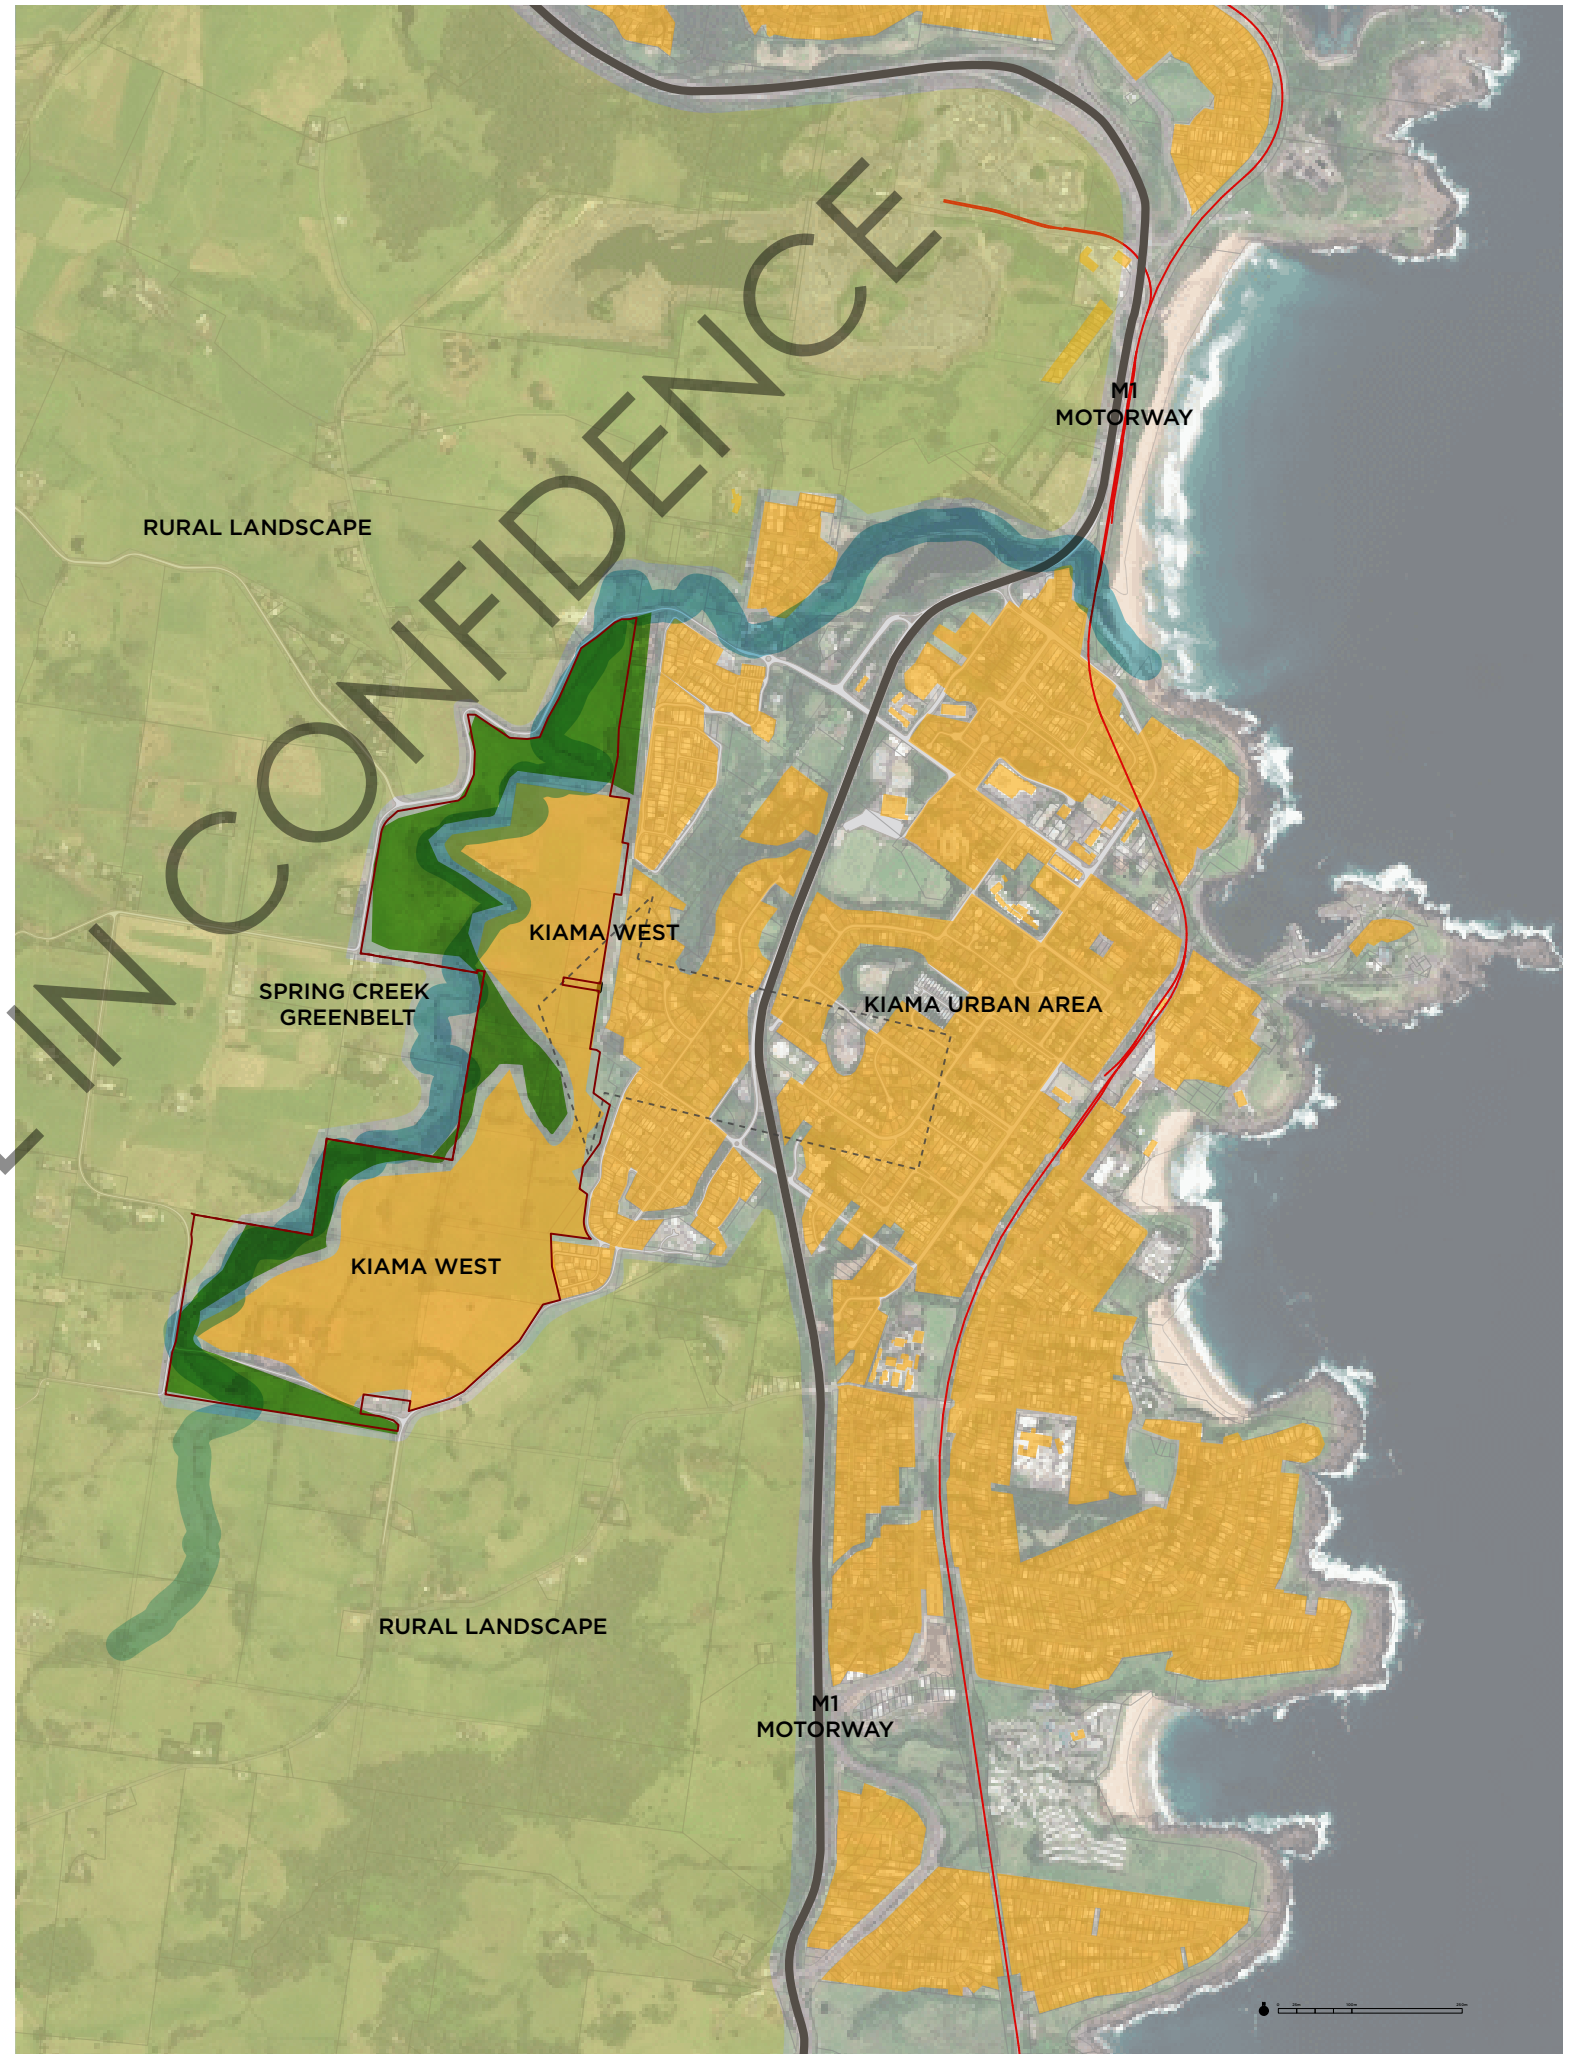 M1
MOTORWAY
RURAL LANDSCAPE
IN CONFIDENCE
KIAMA WEST
SPRING CREEK
GREENBELT
KIAMA URBAN AREA
KIAMA WEST
RURAL LANDSCAPE
M1
MOTORWAY